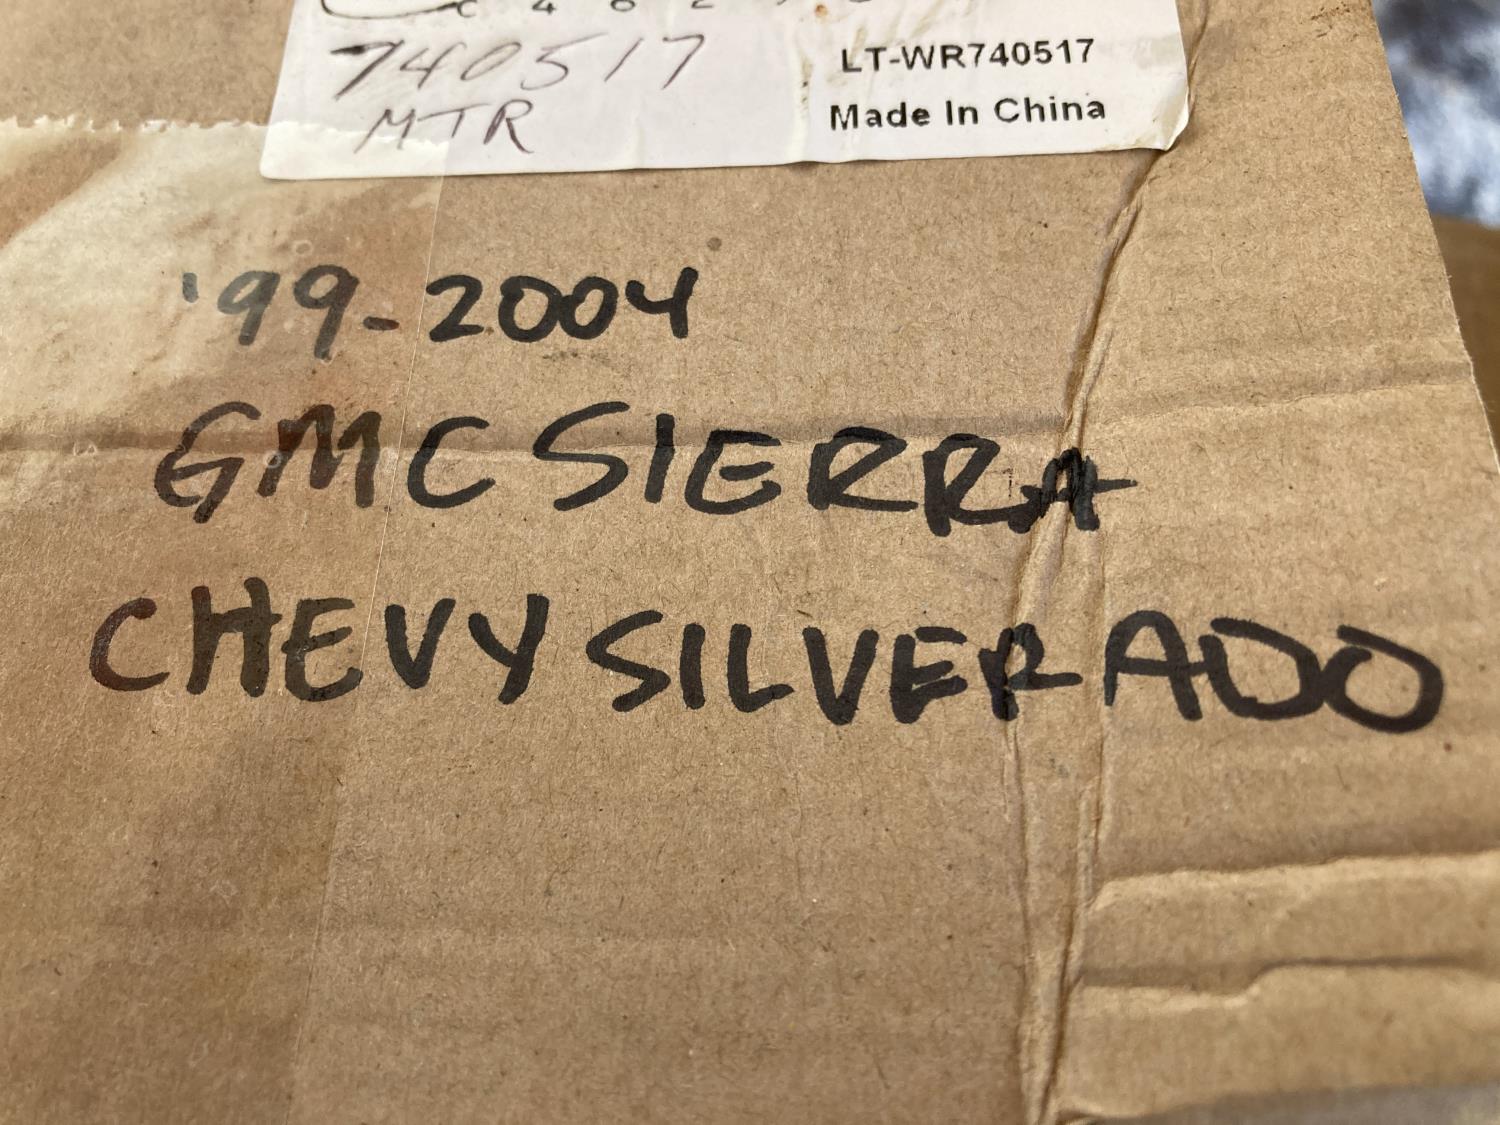 740517
MTR
LT-WR740517
Made In China
'99-2004
GMC SIERRA
CHEVY SILVERADO